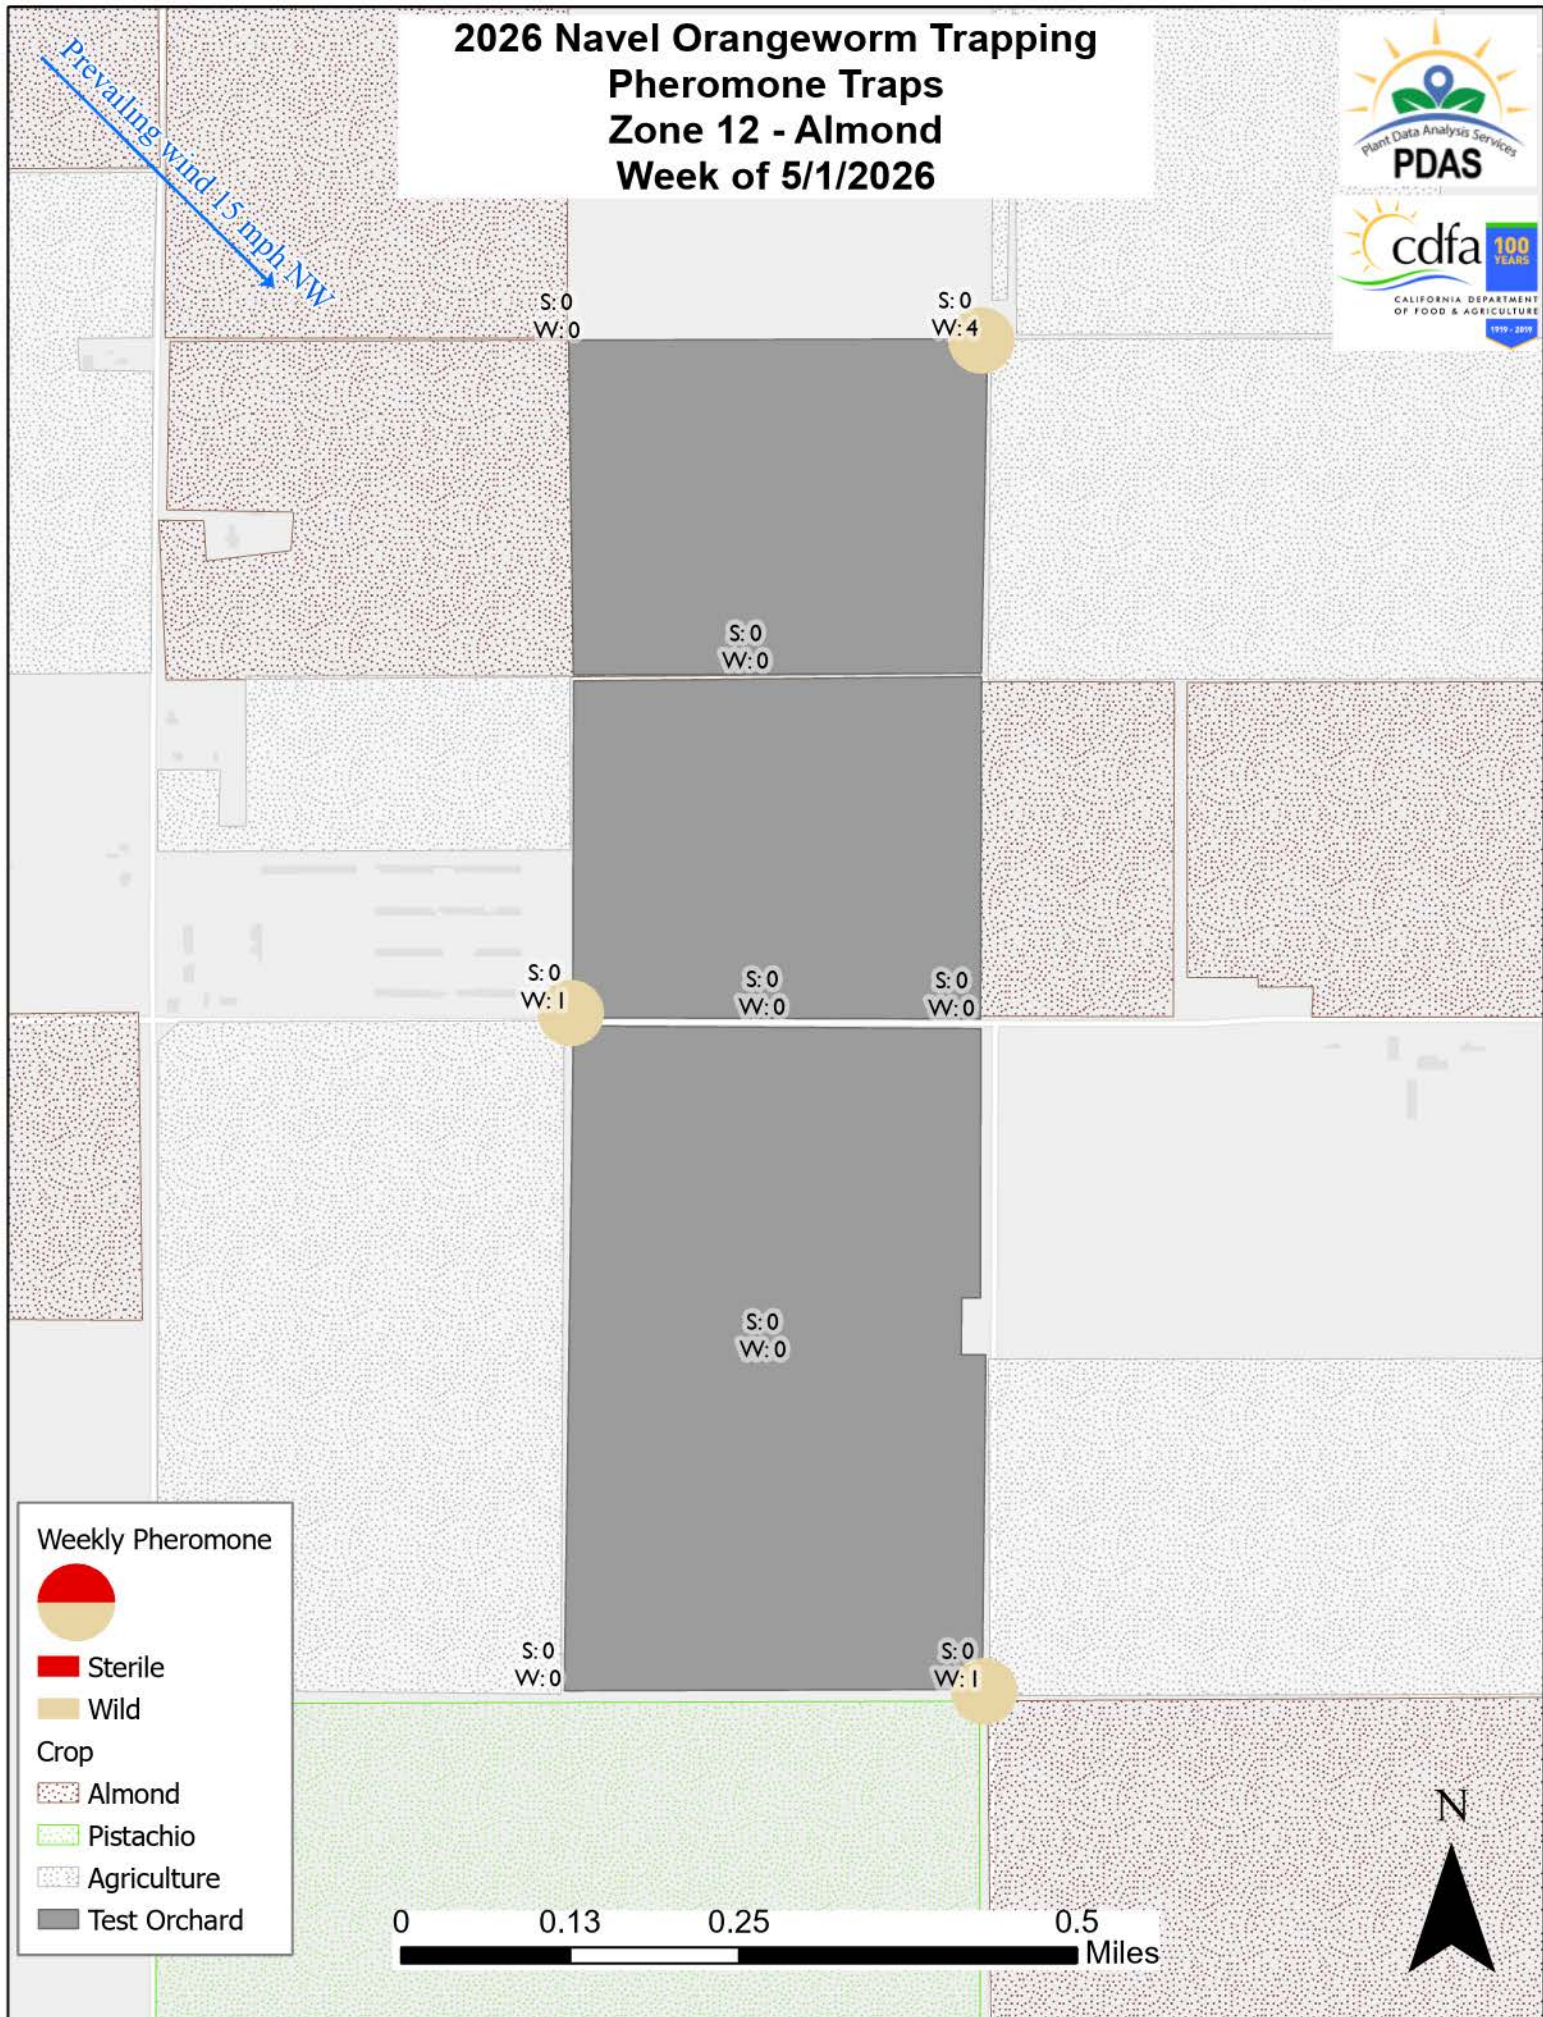 2026 Navel Orangeworm Trapping
Pheromone Traps
Zone 12 - Almond
Week of 5/1/2026
Plant Data Analysis Services
PDAS
cdfa
100
YEARS
CALIFORNIA DEPARTMENT
OF FOOD & AGRICULTURE
1919 - 2019
Prevailing wind 15 mph NW
S: 0
W: 0
S: 0
W: 4
S: 0
W: 0
S: 0
W: 1
S: 0
W: 0
S: 0
W: 0
S: 0
W: 0
S: 0
W: 0
S: 0
W: 1
Weekly Pheromone
Sterile
Wild
Crop
Almond
Pistachio
Agriculture
Test Orchard
0 0.13 0.25 0.5
Miles
N